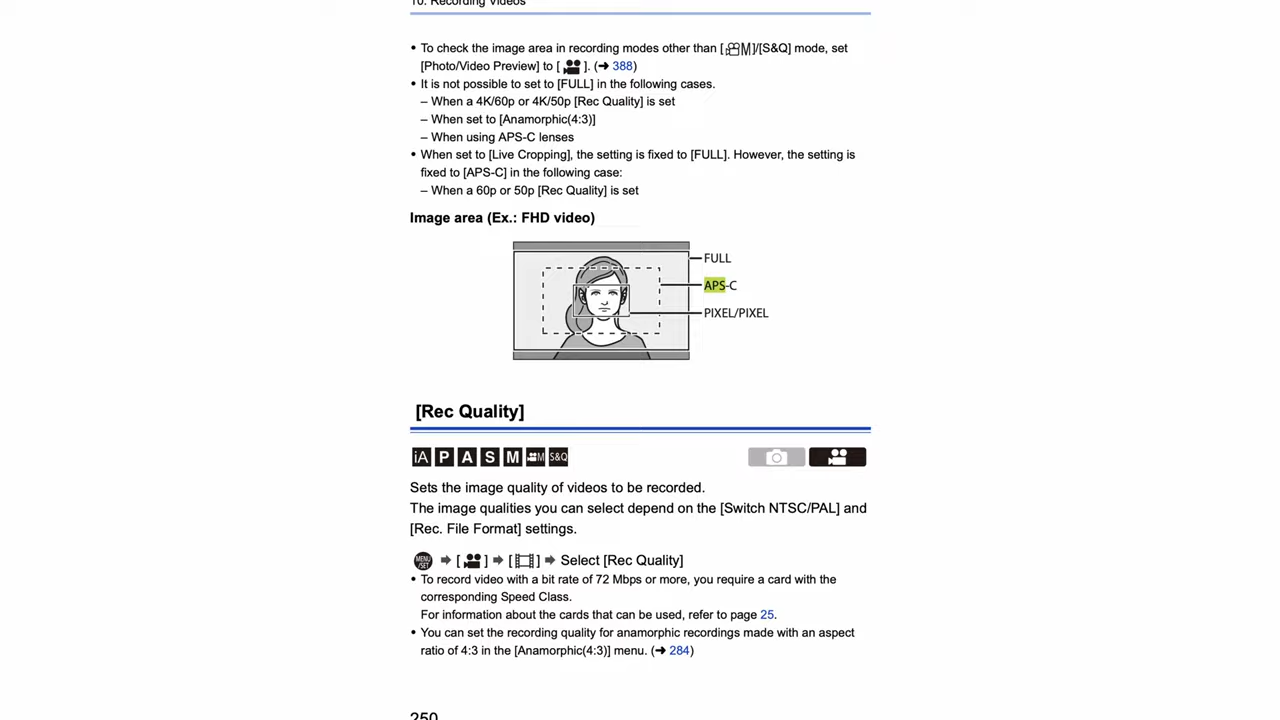 10. Recording Videos
• To check the image area in recording modes other than [M]/[S&Q] mode, set
[Photo/Video Preview] to [ ]. (➜ 388)
• It is not possible to set to [FULL] in the following cases.
– When a 4K/60p or 4K/50p [Rec Quality] is set
– When set to [Anamorphic(4:3)]
– When using APS-C lenses
• When set to [Live Cropping], the setting is fixed to [FULL]. However, the setting is
fixed to [APS-C] in the following case:
– When a 60p or 50p [Rec Quality] is set
Image area (Ex.: FHD video)
FULL
APS-C
PIXEL/PIXEL
[Rec Quality]
iA P A S M M S&Q
Sets the image quality of videos to be recorded.
The image qualities you can select depend on the [Switch NTSC/PAL] and
[Rec. File Format] settings.
MENU/SET ➡ [ ] ➡ [ ] ➡ Select [Rec Quality]
• To record video with a bit rate of 72 Mbps or more, you require a card with the
corresponding Speed Class.
For information about the cards that can be used, refer to page 25.
• You can set the recording quality for anamorphic recordings made with an aspect
ratio of 4:3 in the [Anamorphic(4:3)] menu. (➜ 284)
250